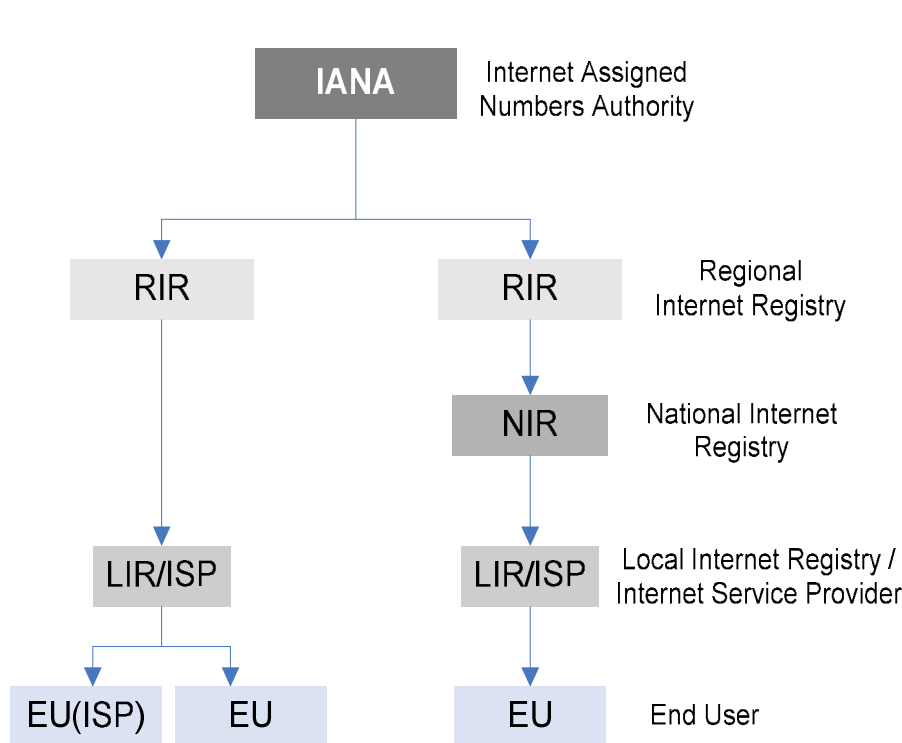 IANA
Internet Assigned
Numbers Authority
RIR
RIR
Regional
Internet Registry
NIR
National Internet
Registry
LIR/ISP
LIR/ISP
Local Internet Registry /
Internet Service Provider
EU(ISP)
EU
EU
End User